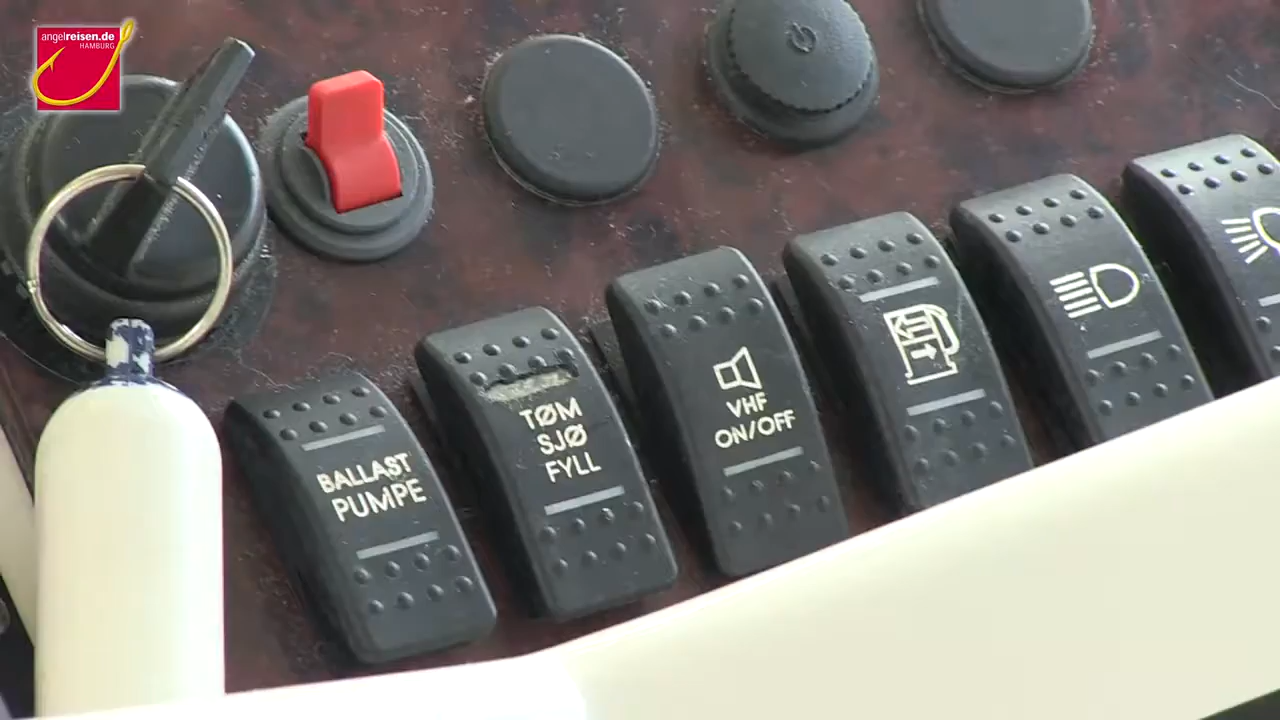 angelreisen.de
HAMBURG
BALLAST
PUMPE
TØM
SJØ
FYLL
VHF
ON/OFF